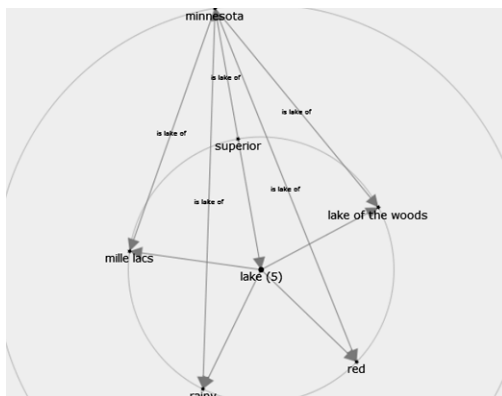 minnesota
is lake of
is lake of
is lake of
superior
is lake of
is lake of
lake of the woods
mille lacs
lake (5)
red
rainy